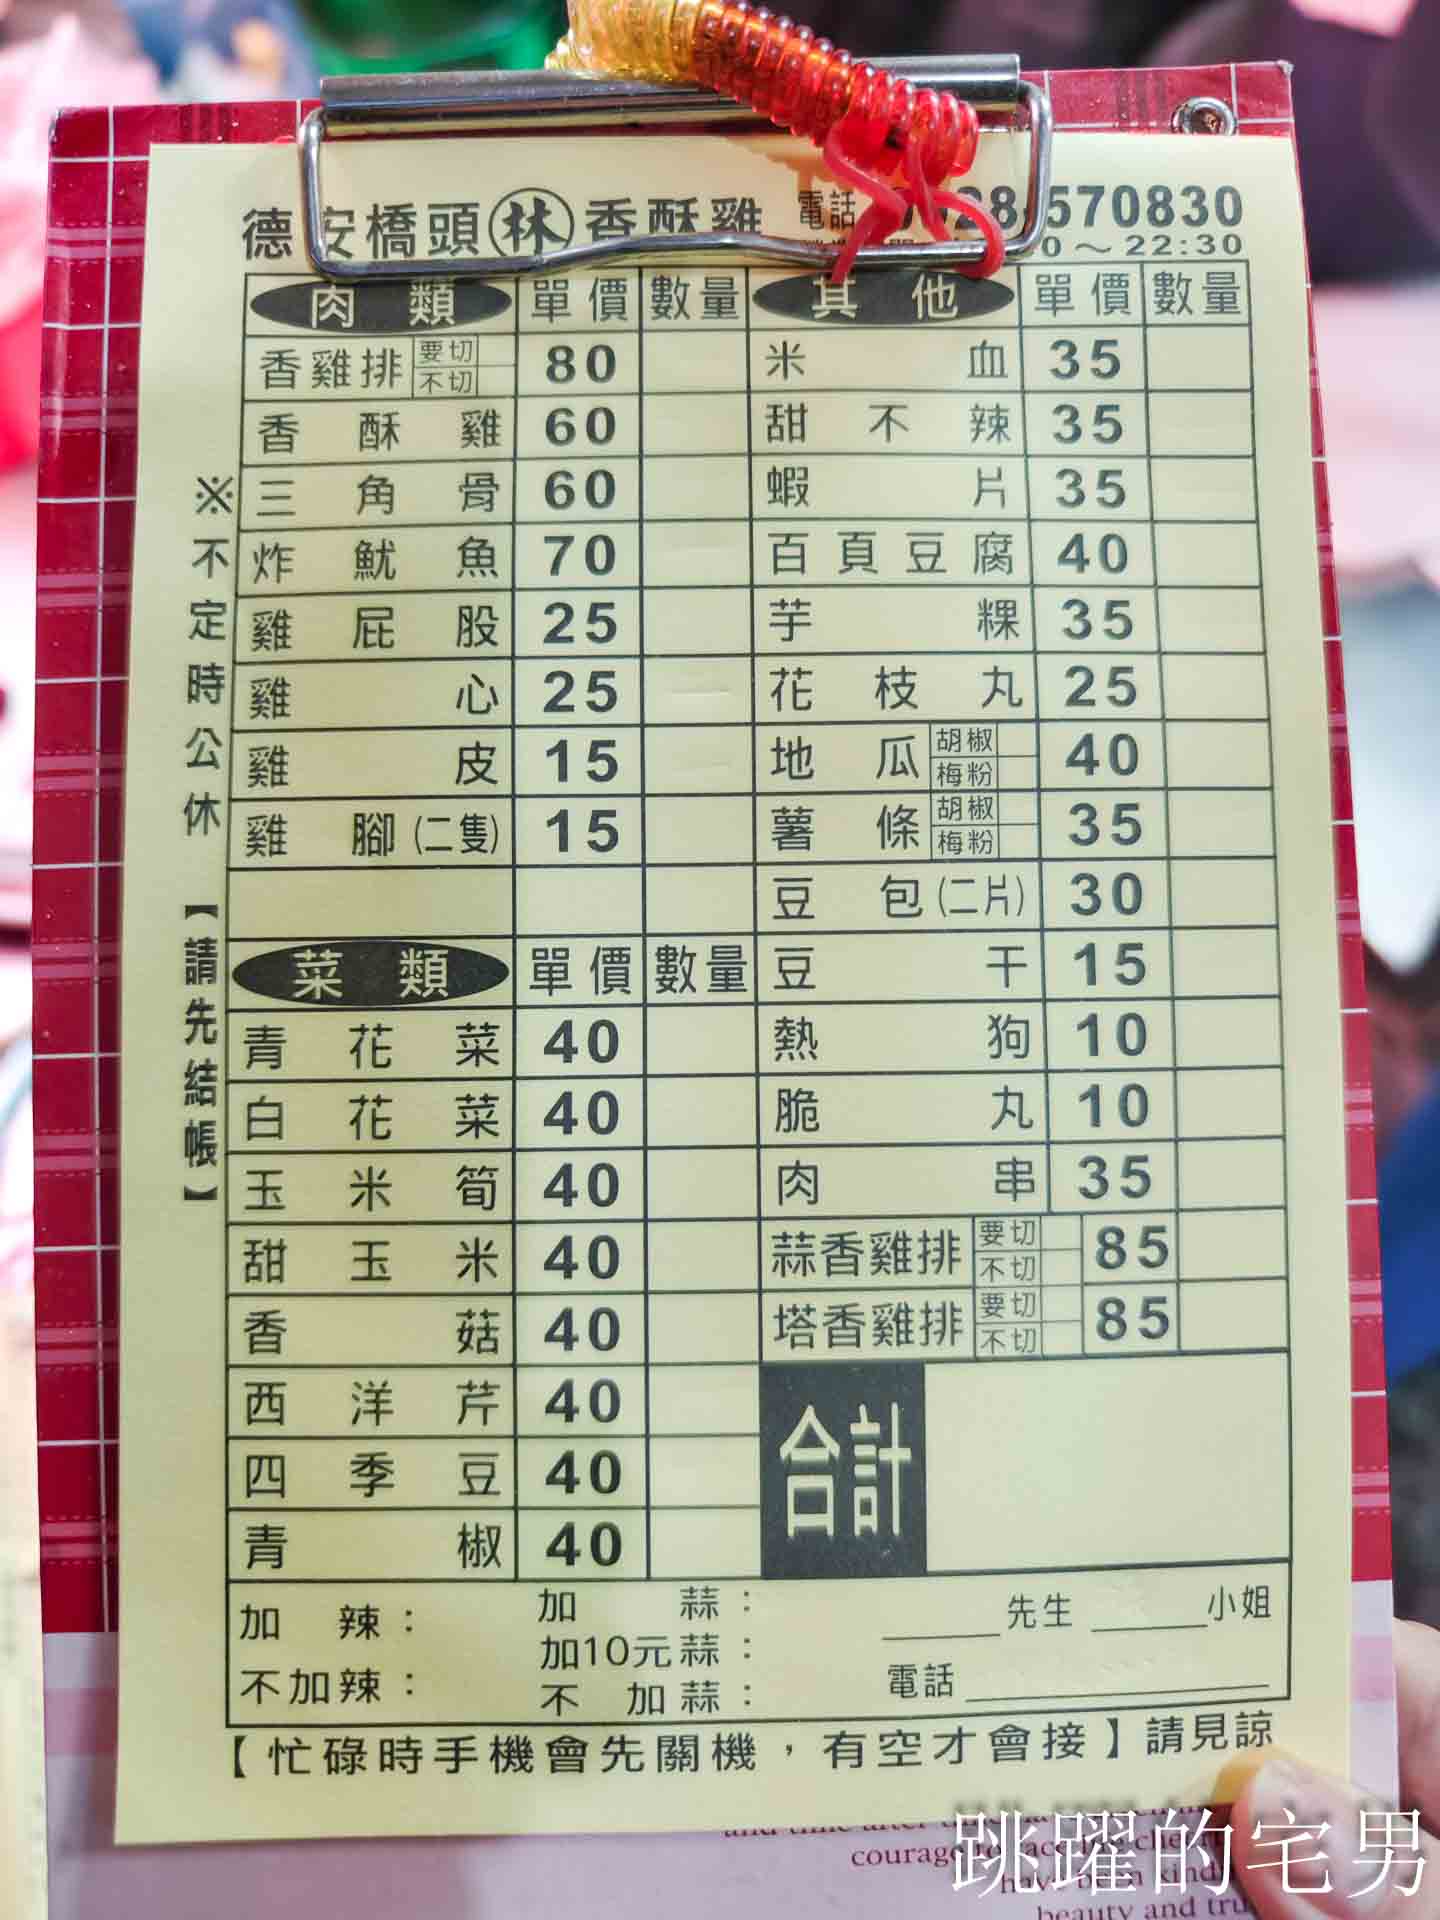 德安橋頭 林 香酥雞 電話 570830
～22:30
肉類 單價 數量 其他 單價 數量
香雞排 要切 不切 80 米血 35
香酥雞 60 甜不辣 35
三角骨 60 蝦片 35
炸魷魚 70 百頁豆腐 40
雞屁股 25 芋粿 35
雞心 25 花枝丸 25
雞皮 15 地瓜 胡椒 梅粉 40
雞腳(二隻) 15 薯條 胡椒 梅粉 35
豆包(二片) 30
菜類 單價 數量 豆干 15
青花菜 40 熱狗 10
白花菜 40 脆丸 10
玉米筍 40 肉串 35
甜玉米 40 蒜香雞排 要切 不切 85
香菇 40 塔香雞排 要切 不切 85
西洋芹 40 合計
四季豆 40
青椒 40
加辣： 加蒜： 先生 小姐
加10元蒜：
不加辣： 不加蒜： 電話
【忙碌時手機會先關機，有空才會接】請見諒
※不定時公休【請先結帳】
courage
have been kind
beauty and tru
跳躍的宅男